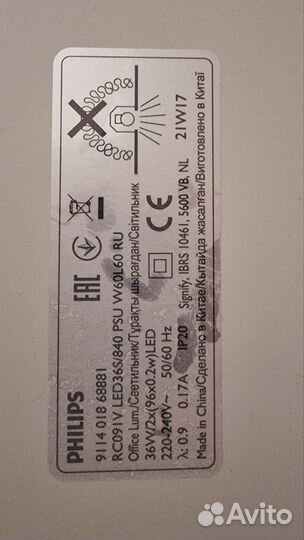 PHILIPS
9114 018 68881
RC091V LED36S/840 PSU W60L60 RU
Office Lum./Светильник/Тұрақты шырағдан/Світильник
36W/2x(96x0.2w)LED
220-240V~ 50/60 Hz
λ: 0.9 0.17A IP20 Signify, IBRS 10461, 5600 VB, NL
Made in China/Сделано в Китае/Қытайда жасалған/Виготовлено в Китаї
EAC
CE
21W17
Avito